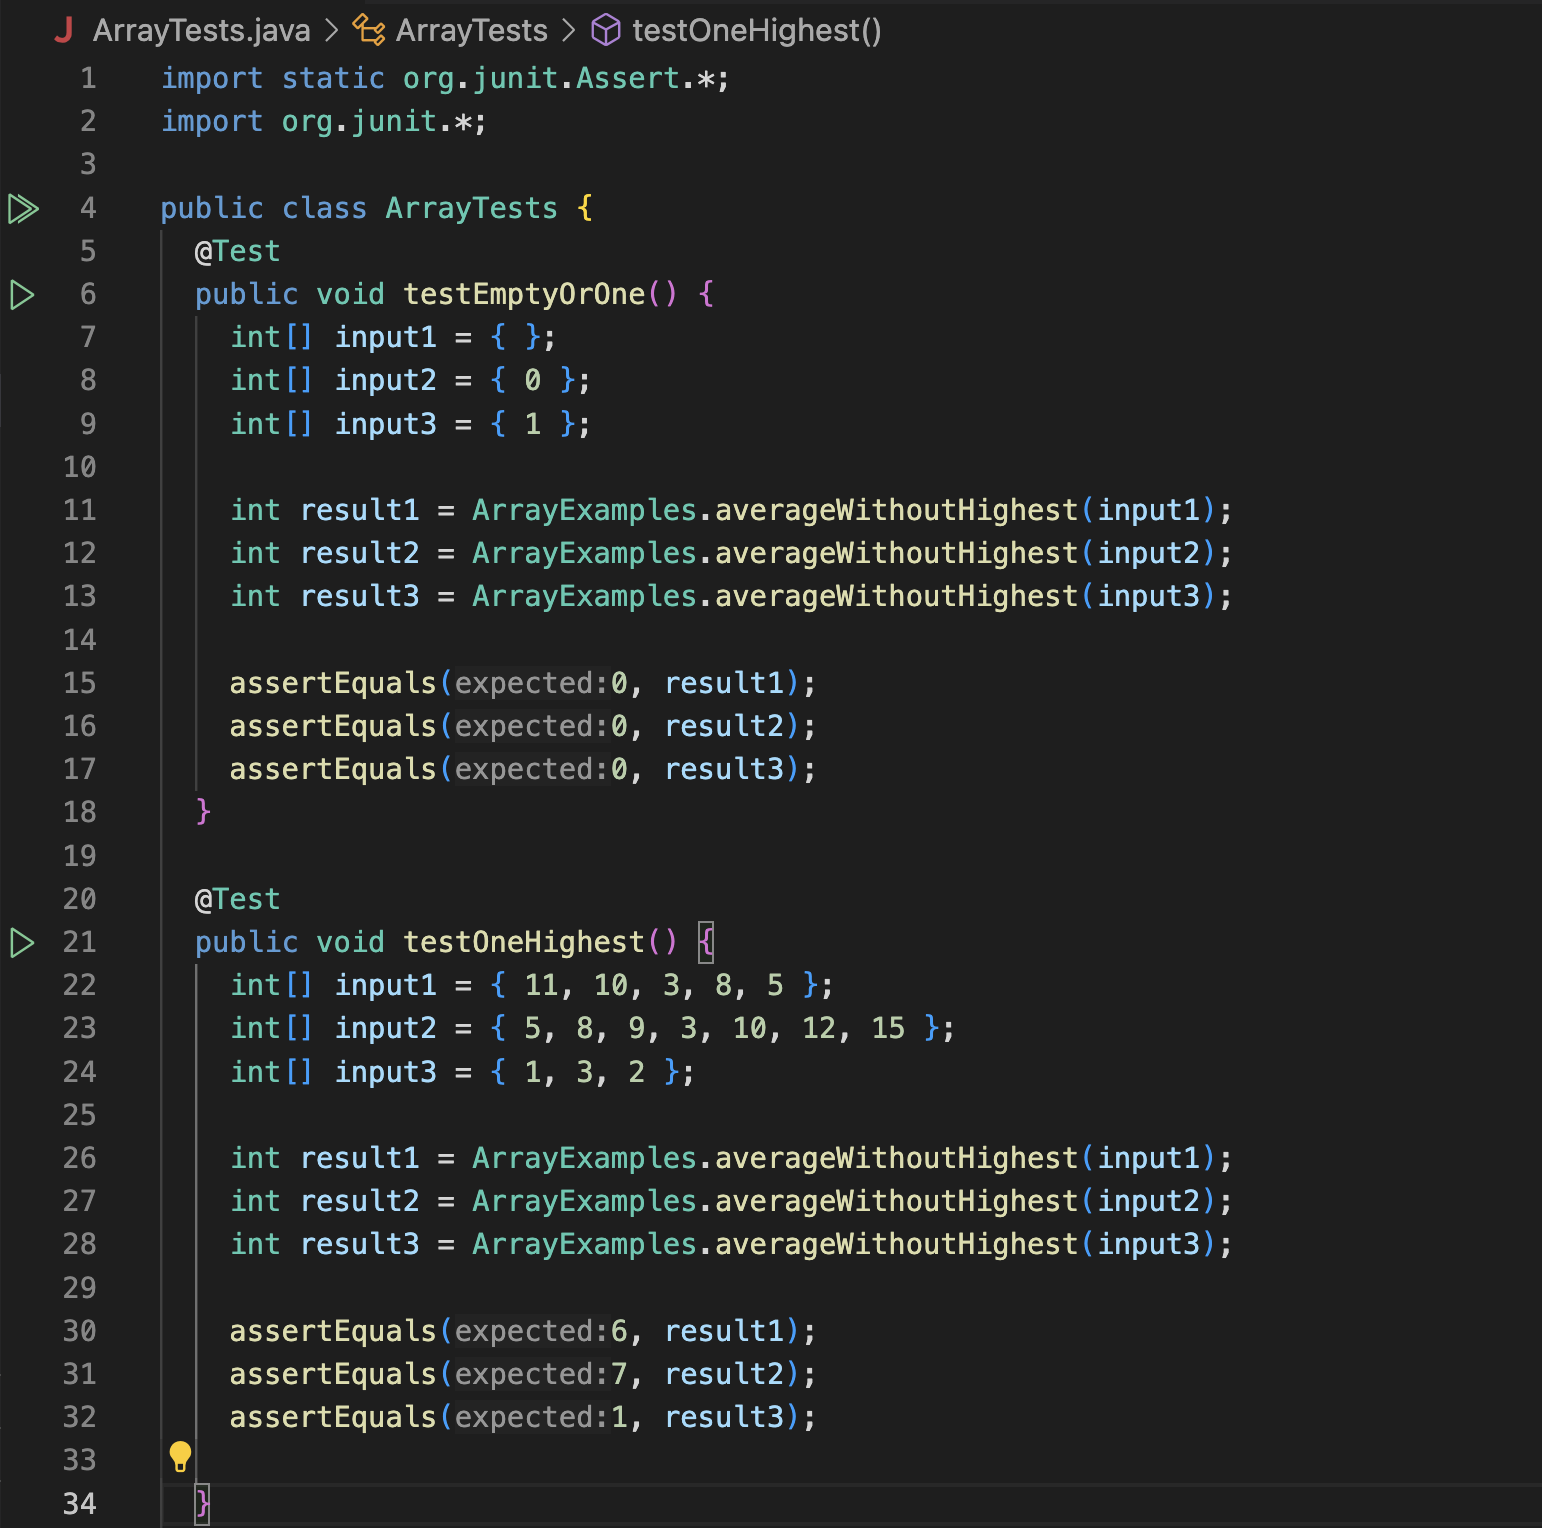 J ArrayTests.java > ArrayTests > testOneHighest()
1 import static org.junit.Assert.*;
2 import org.junit.*;
3
4 public class ArrayTests {
5 @Test
6 public void testEmptyOrOne() {
7 int[] input1 = { };
8 int[] input2 = { 0 };
9 int[] input3 = { 1 };
10
11 int result1 = ArrayExamples.averageWithoutHighest(input1);
12 int result2 = ArrayExamples.averageWithoutHighest(input2);
13 int result3 = ArrayExamples.averageWithoutHighest(input3);
14
15 assertEquals(expected:0, result1);
16 assertEquals(expected:0, result2);
17 assertEquals(expected:0, result3);
18 }
19
20 @Test
21 public void testOneHighest() {
22 int[] input1 = { 11, 10, 3, 8, 5 };
23 int[] input2 = { 5, 8, 9, 3, 10, 12, 15 };
24 int[] input3 = { 1, 3, 2 };
25
26 int result1 = ArrayExamples.averageWithoutHighest(input1);
27 int result2 = ArrayExamples.averageWithoutHighest(input2);
28 int result3 = ArrayExamples.averageWithoutHighest(input3);
29
30 assertEquals(expected:6, result1);
31 assertEquals(expected:7, result2);
32 assertEquals(expected:1, result3);
33
34 }